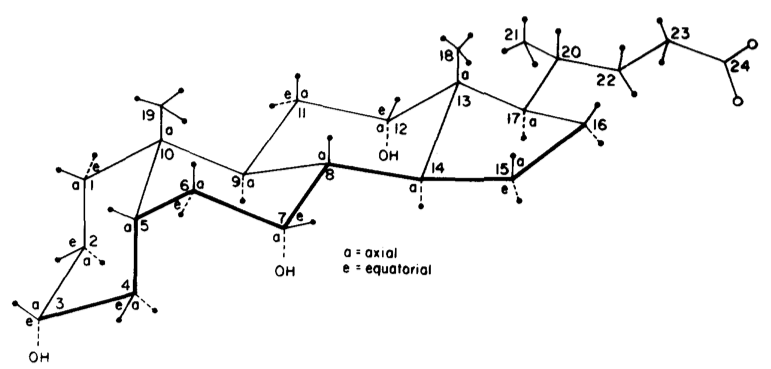 21
23
20
18
24
22
a
13
e a
11
19
17 a
e
a 12
16
a
10
OH
e
a 1
a
8
15 a
e
14
a
6 a
e
9 a
a 5
7 e
a
e 2
a
OH
a = axial
e = equatorial
4
e a
a
3
e
OH